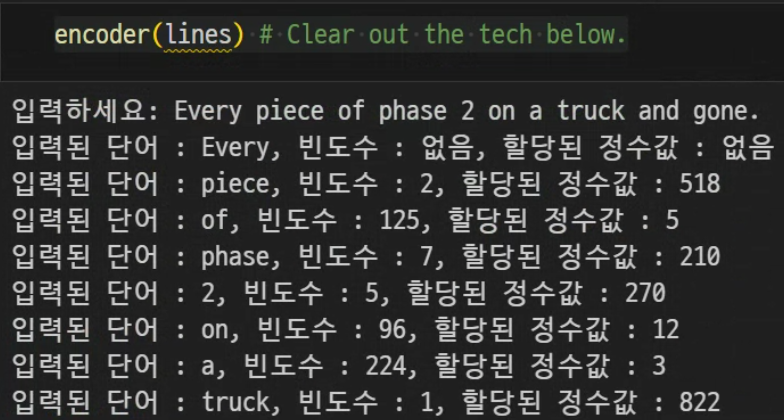 encoder(lines) # Clear out the tech below.
입력하세요: Every piece of phase 2 on a truck and gone.
입력된 단어 : Every, 빈도수 : 없음, 할당된 정수값 : 없음
입력된 단어 : piece, 빈도수 : 2, 할당된 정수값 : 518
입력된 단어 : of, 빈도수 : 125, 할당된 정수값 : 5
입력된 단어 : phase, 빈도수 : 7, 할당된 정수값 : 210
입력된 단어 : 2, 빈도수 : 5, 할당된 정수값 : 270
입력된 단어 : on, 빈도수 : 96, 할당된 정수값 : 12
입력된 단어 : a, 빈도수 : 224, 할당된 정수값 : 3
입력된 단어 : truck, 빈도수 : 1, 할당된 정수값 : 822